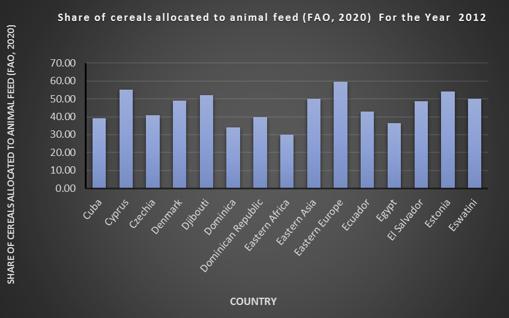 Share of cereals allocated to animal feed (FAO, 2020)  For the Year  2012
SHARE OF CEREALS ALLOCATED TO ANIMAL FEED (FAO, 2020)
70.00
60.00
50.00
40.00
30.00
20.00
10.00
0.00
Cuba
Cyprus
Czechia
Denmark
Djibouti
Dominica
Dominican Republic
Eastern Africa
Eastern Asia
Eastern Europe
Ecuador
Egypt
El Salvador
Estonia
Eswatini
COUNTRY